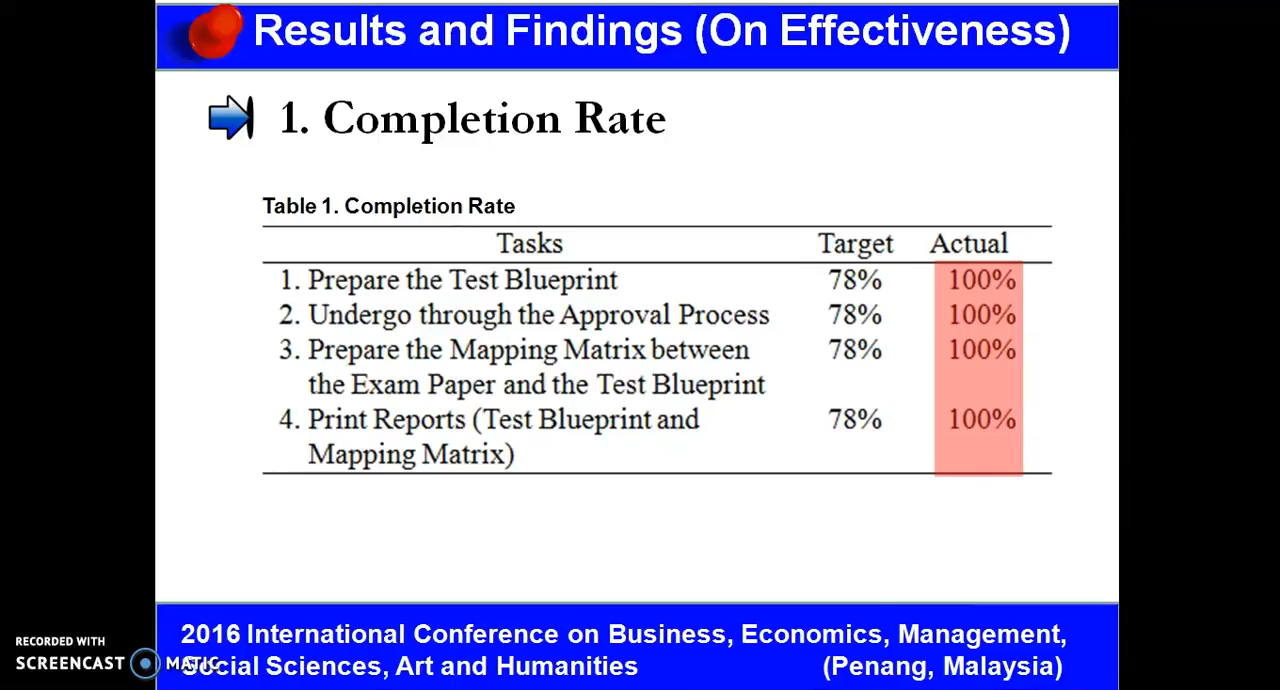 Results and Findings (On Effectiveness)
1. Completion Rate
Table 1. Completion Rate
Tasks Target Actual
1. Prepare the Test Blueprint 78% 100%
2. Undergo through the Approval Process 78% 100%
3. Prepare the Mapping Matrix between 78% 100%
the Exam Paper and the Test Blueprint
4. Print Reports (Test Blueprint and 78% 100%
Mapping Matrix)
2016 International Conference on Business, Economics, Management,
Social Sciences, Art and Humanities (Penang, Malaysia)
RECORDED WITH
SCREENCAST MATIC